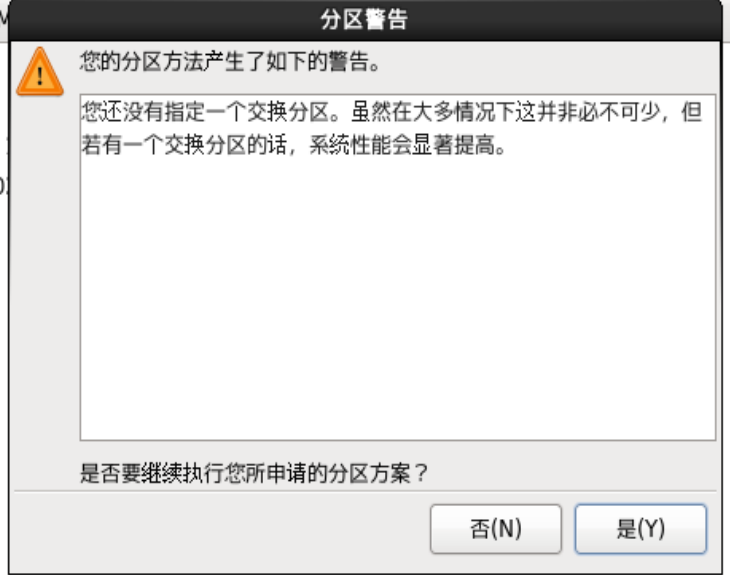 分区警告
您的分区方法产生了如下的警告。
您还没有指定一个交换分区。虽然在大多情况下这并非必不可少，但
若有一个交换分区的话，系统性能会显著提高。
是否要继续执行您所申请的分区方案？
否(N)
是(Y)